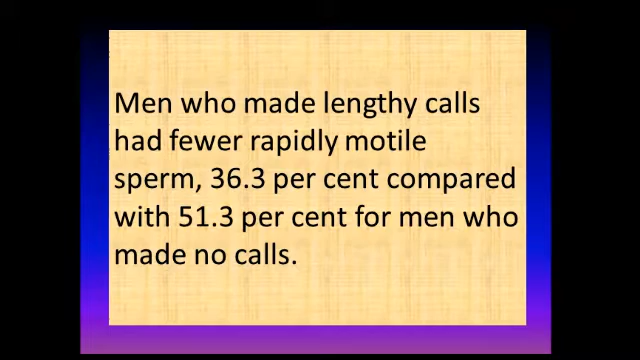 Men who made lengthy calls
had fewer rapidly motile
sperm, 36.3 per cent compared
with 51.3 per cent for men who
made no calls.